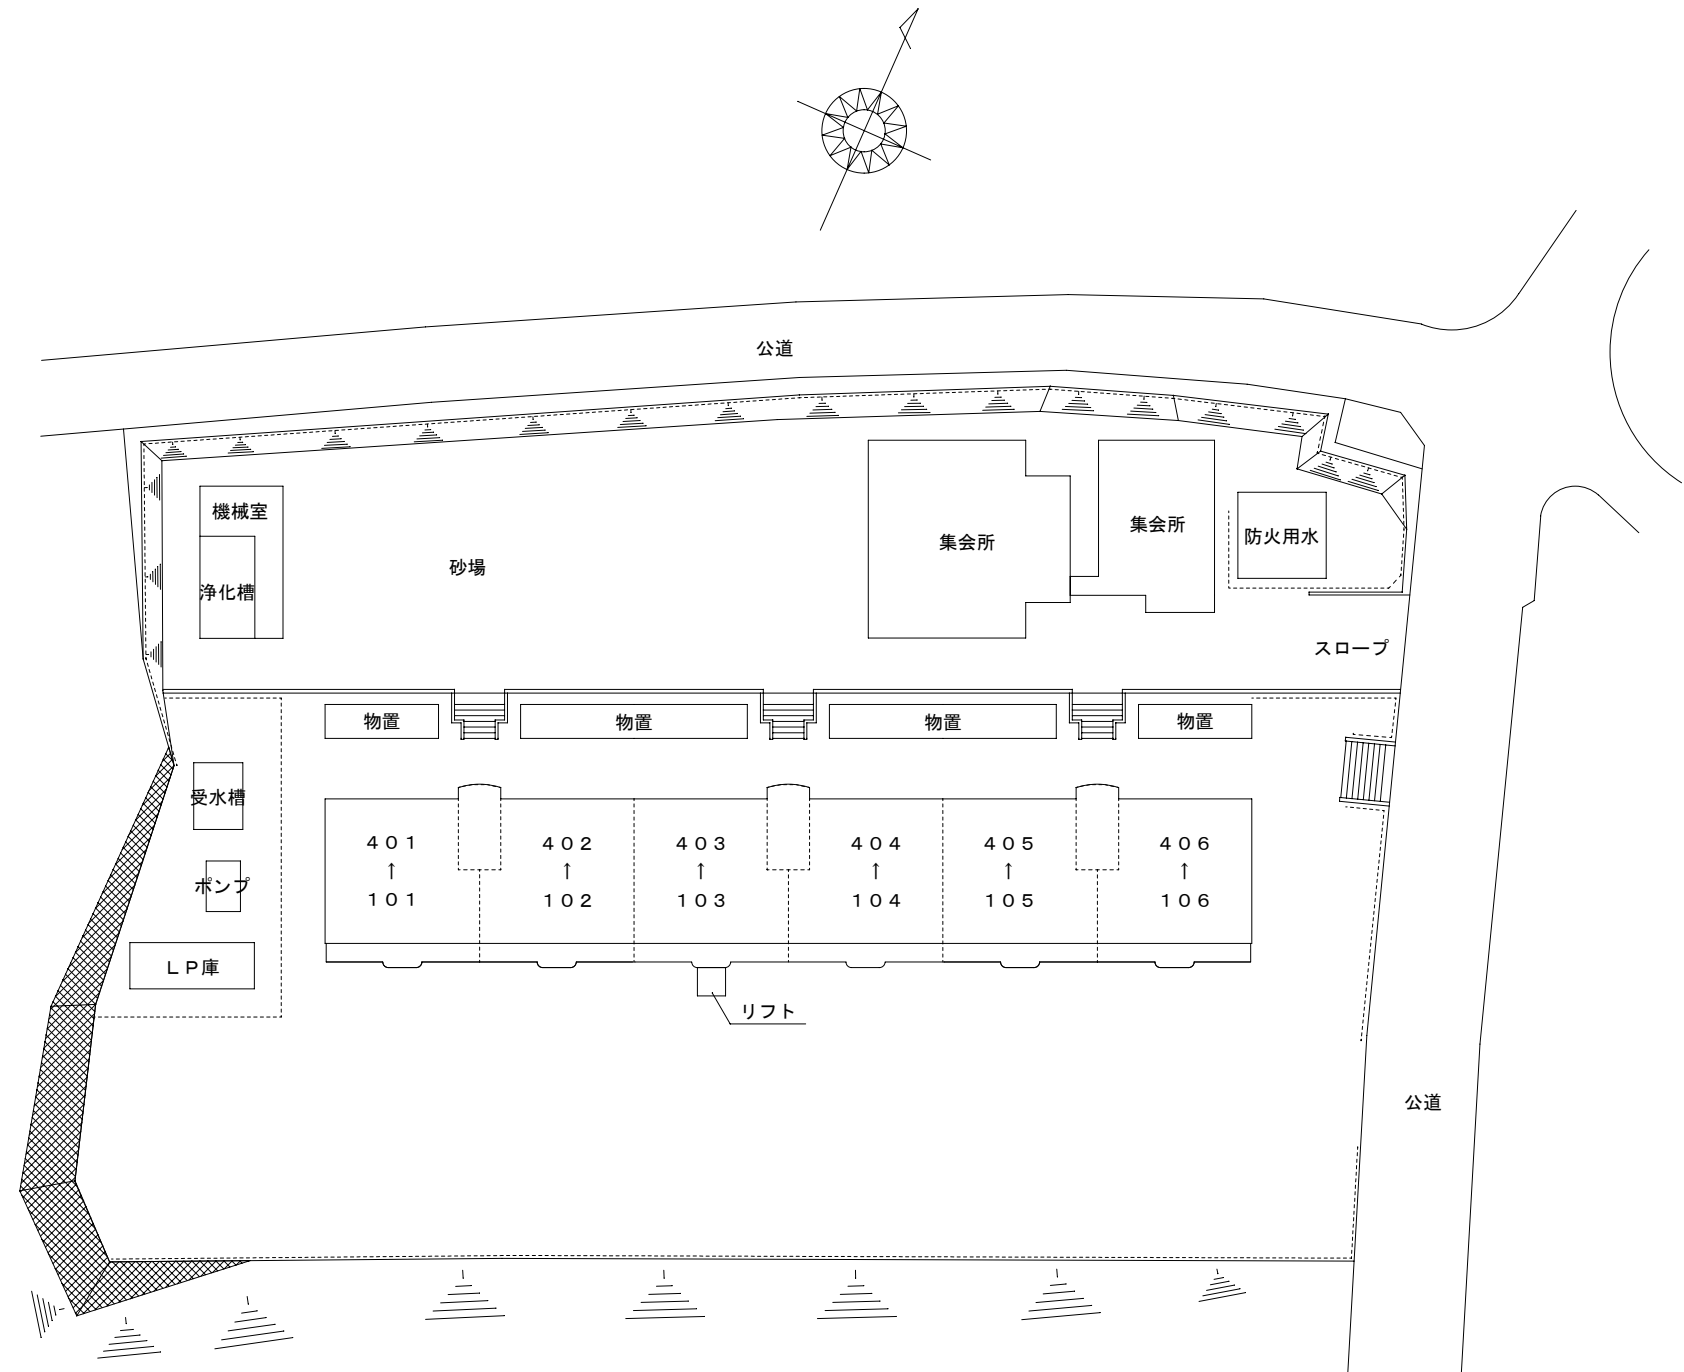 公道
機械室
浄化槽
砂場
集会所
集会所
防火用水
スロープ
物置
物置
物置
物置
受水槽
ポンプ
ＬＰ庫
４０１
↑
１０１
４０２
↑
１０２
４０３
↑
１０３
４０４
↑
１０４
４０５
↑
１０５
４０６
↑
１０６
リフト
公道